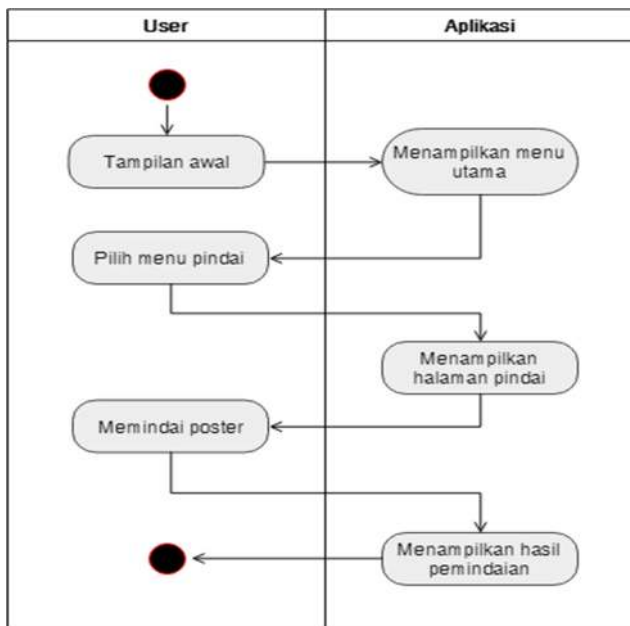 User
Aplikasi
Tampilan awal
Menampilkan menu
utama
Pilih menu pindai
Menampilkan
halaman pindai
Memindai poster
Menampilkan hasil
pemindaian